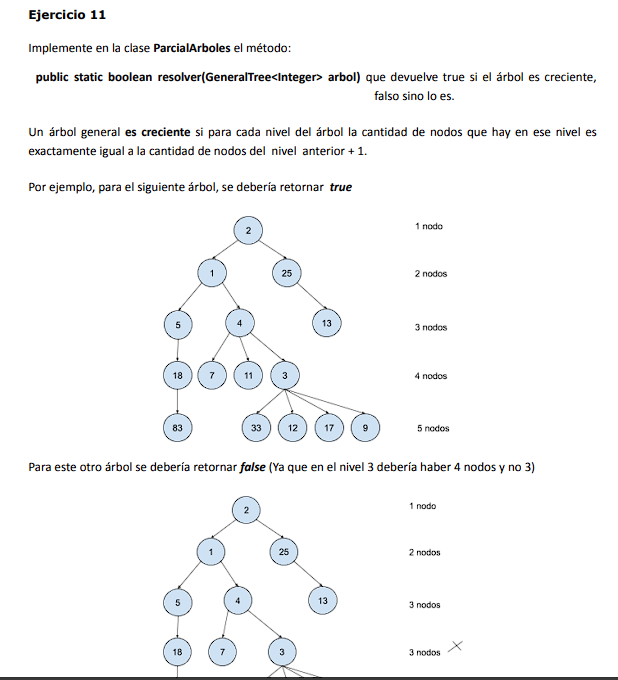 Ejercicio 11
Implemente en la clase ParcialArboles el método:
public static boolean resolver(GeneralTree<Integer> arbol) que devuelve true si el árbol es creciente,
falso sino lo es.
Un árbol general es creciente si para cada nivel del árbol la cantidad de nodos que hay en ese nivel es
exactamente igual a la cantidad de nodos del nivel anterior + 1.
Por ejemplo, para el siguiente árbol, se debería retornar true
2 1 nodo
1 25 2 nodos
5 4 13 3 nodos
18 7 11 3 4 nodos
83 33 12 17 9 5 nodos
Para este otro árbol se debería retornar false (Ya que en el nivel 3 debería haber 4 nodos y no 3)
2 1 nodo
1 25 2 nodos
5 4 13 3 nodos
18 7 3 3 nodos